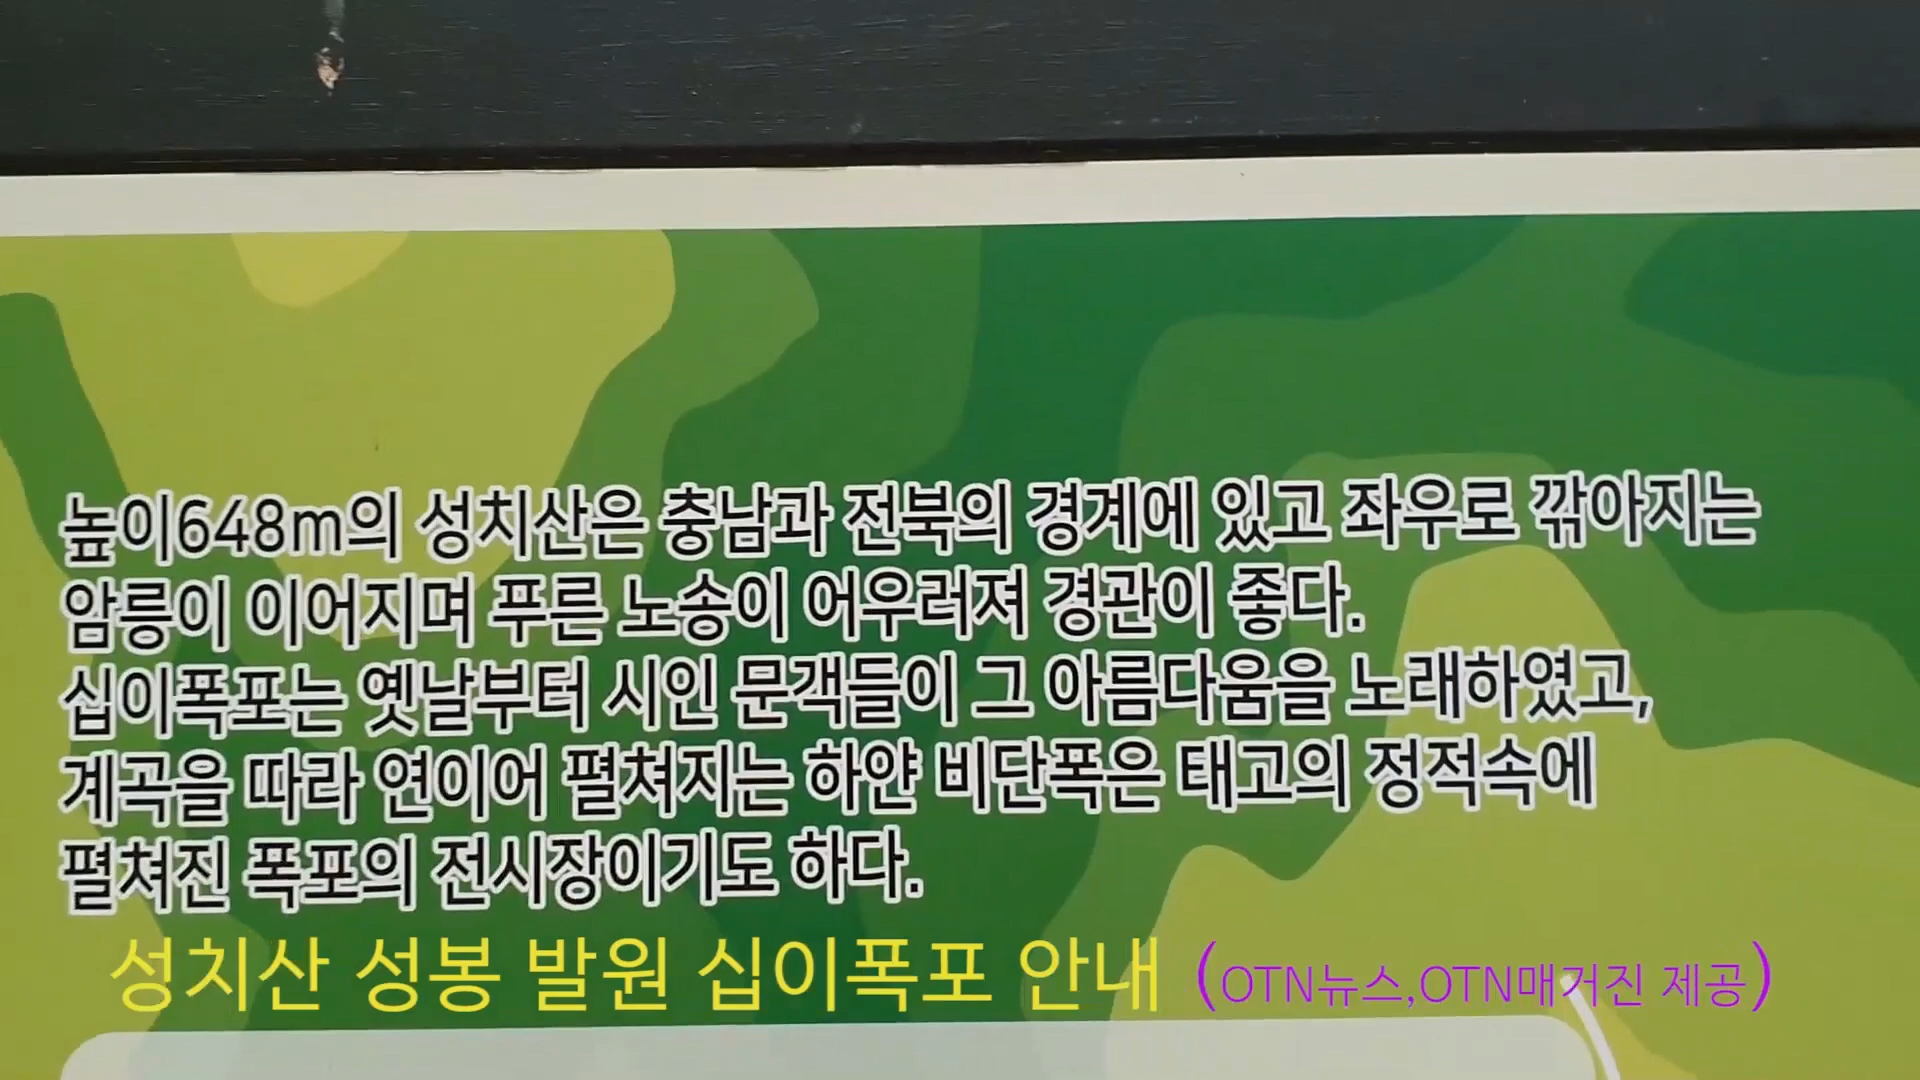 높이648m의 성치산은 충남과 전북의 경계에 있고 좌우로 깎아지는
암릉이 이어지며 푸른 노송이 어우러져 경관이 좋다.
십이폭포는 옛날부터 시인 문객들이 그 아름다움을 노래하였고,
계곡을 따라 연이어 펼쳐지는 하얀 비단폭은 태고의 정적속에
펼쳐진 폭포의 전시장이기도 하다.
성치산 성봉 발원 십이폭포 안내 (OTN뉴스,OTN매거진 제공)